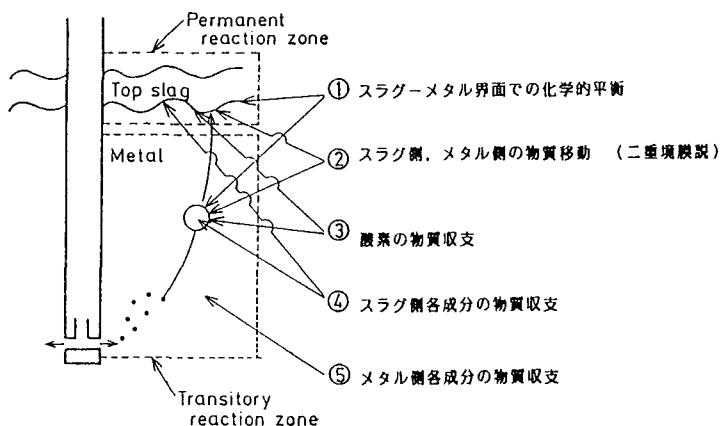 Permanent
reaction zone
Top slag
Metal
① スラグ－メタル界面での化学的平衡
② スラグ側，メタル側の物質移動 （二重境膜説）
③ 酸素の物質収支
④ スラグ側各成分の物質収支
⑤ メタル側各成分の物質収支
Transitory
reaction zone